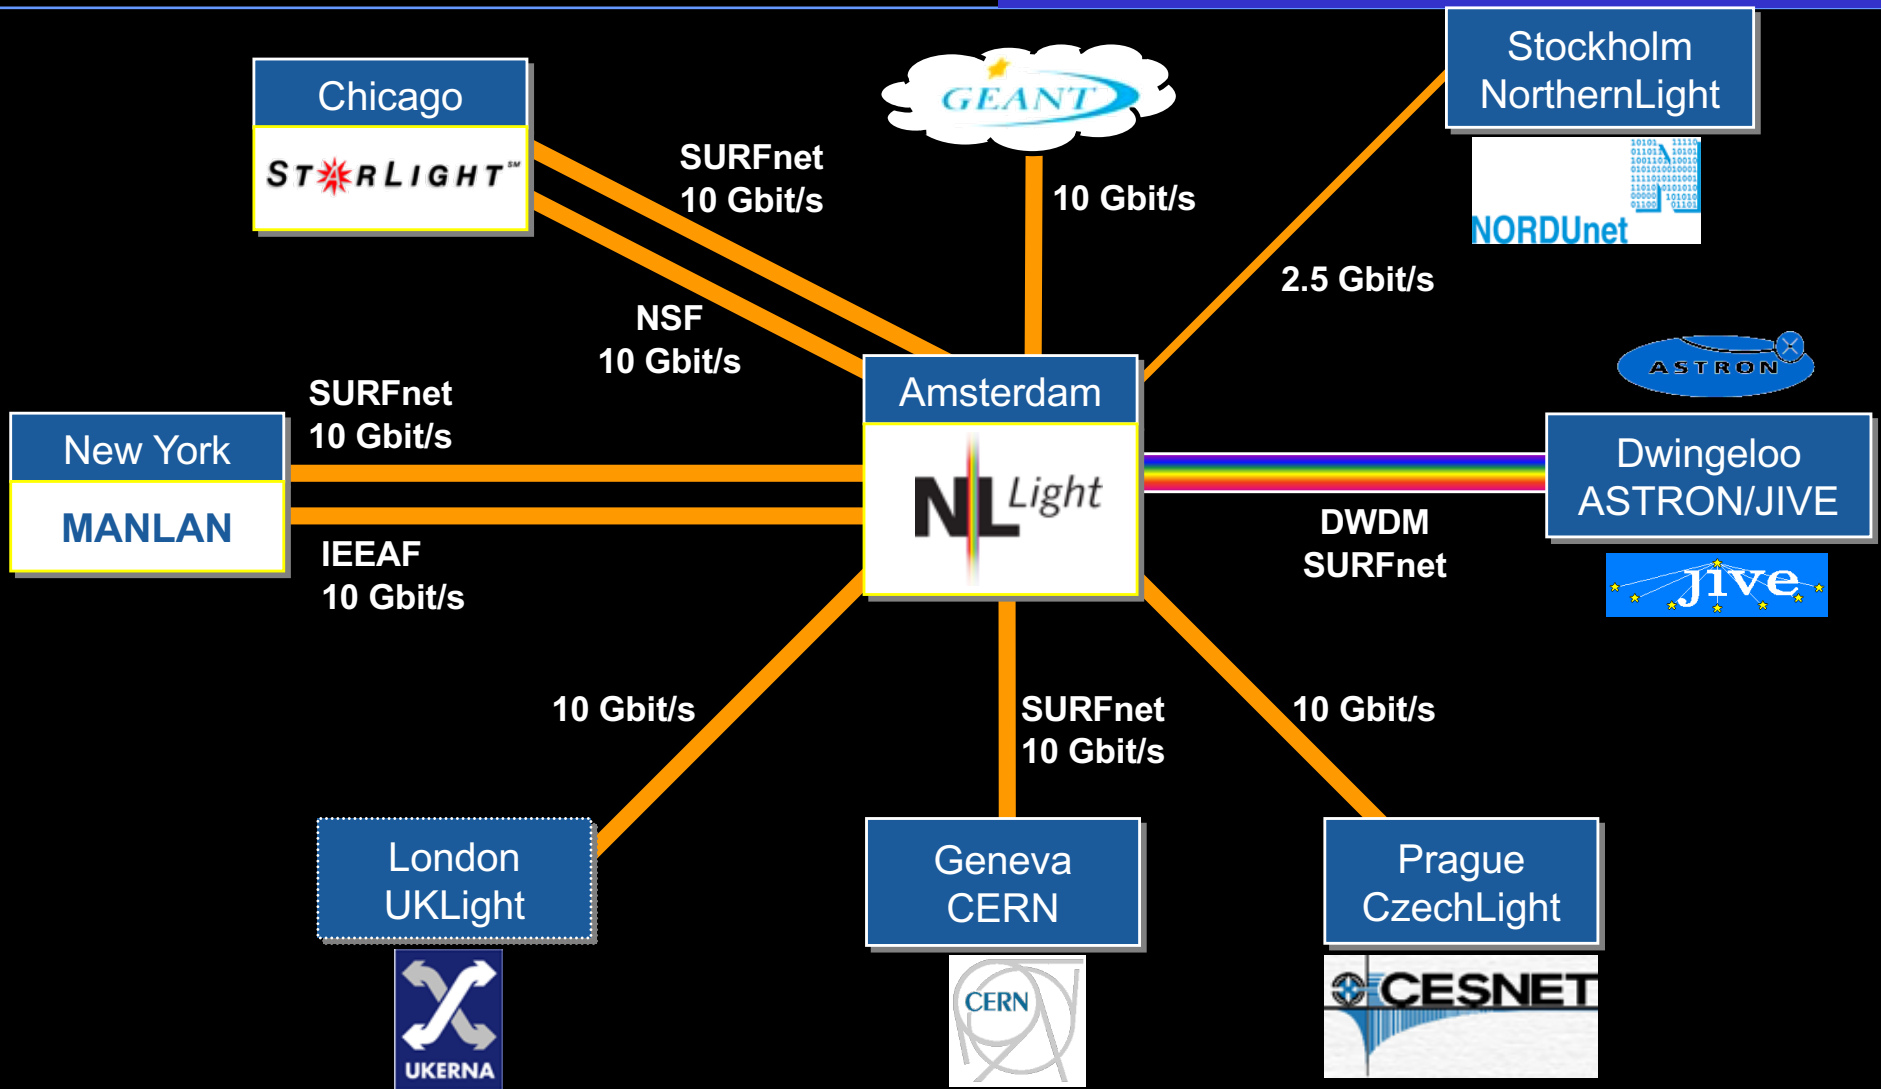 Chicago
STARLIGHT℠
SURFnet
10 Gbit/s
GEANT
10 Gbit/s
Stockholm
NorthernLight
NORDUnet
2.5 Gbit/s
NSF
10 Gbit/s
SURFnet
10 Gbit/s
New York
MANLAN
IEEAF
10 Gbit/s
Amsterdam
NL Light
ASTRON
Dwingeloo
ASTRON/JIVE
DWDM
SURFnet
jive
10 Gbit/s
SURFnet
10 Gbit/s
10 Gbit/s
London
UKLight
UKERNA
Geneva
CERN
CERN
Prague
CzechLight
CESNET